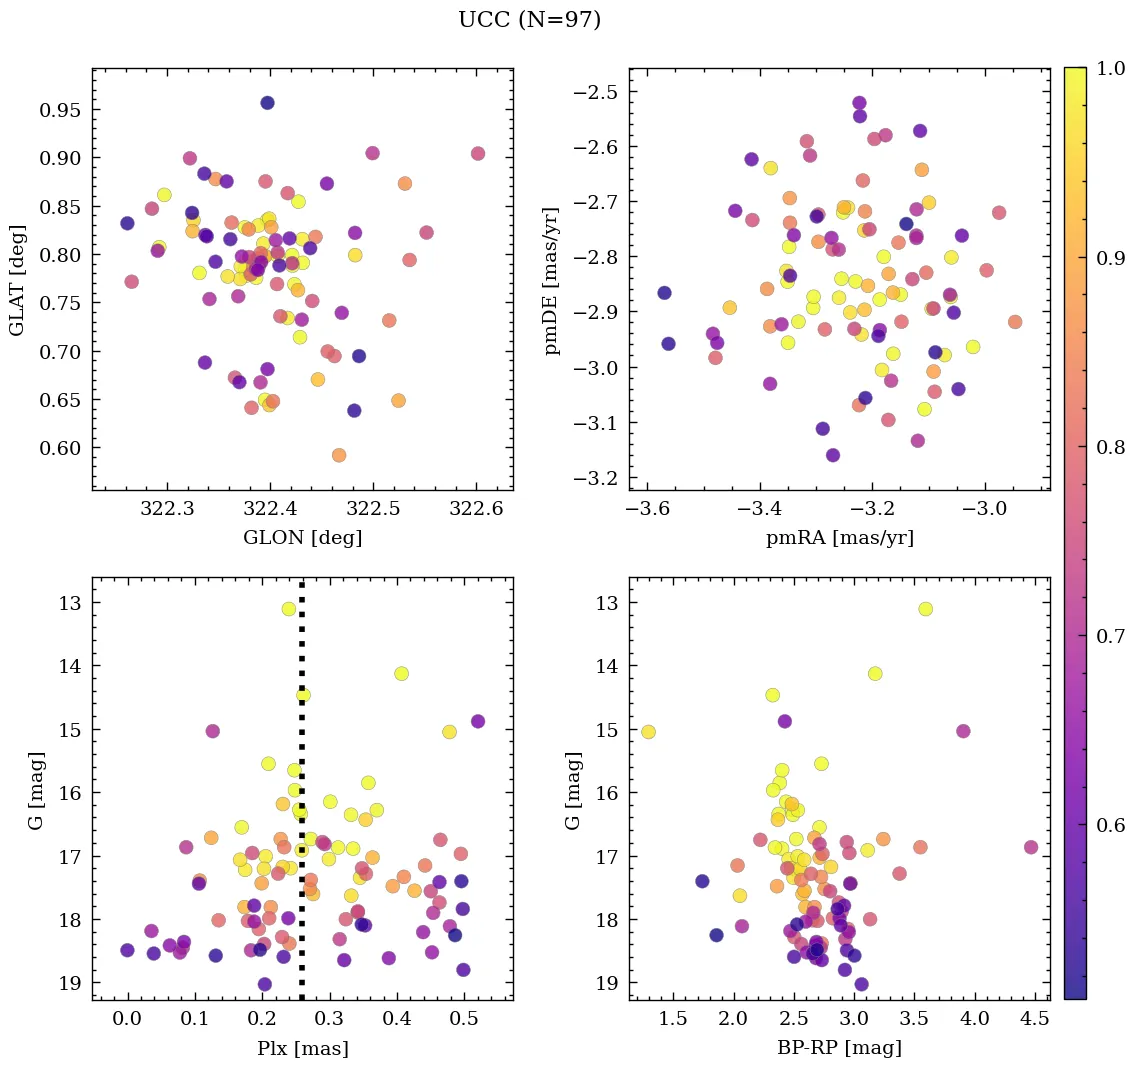 UCC (N=97)
0.95
0.90
0.85
0.80
0.75
0.70
0.65
0.60
GLAT [deg]
322.3 322.4 322.5 322.6
GLON [deg]
−2.5
−2.6
−2.7
−2.8
−2.9
−3.0
−3.1
−3.2
pmDE [mas/yr]
−3.6 −3.4 −3.2 −3.0
pmRA [mas/yr]
1.0
0.9
0.8
0.7
0.6
13
14
15
16
17
18
19
G [mag]
0.0 0.1 0.2 0.3 0.4 0.5
Plx [mas]
13
14
15
16
17
18
19
G [mag]
1.5 2.0 2.5 3.0 3.5 4.0 4.5
BP-RP [mag]